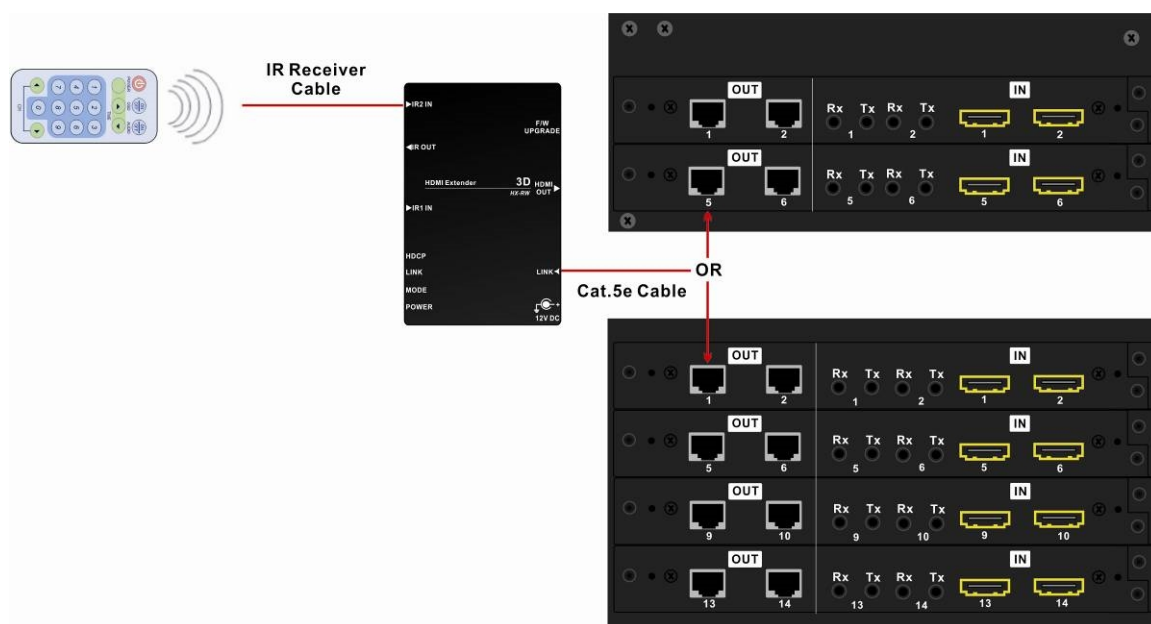 IR Receiver
Cable
IR2 IN
F/W
UPGRADE
IR OUT
HDMI Extender
3D
HX-RW
HDMI
OUT
IR1 IN
HDCP
LINK
MODE
POWER
LINK
12V DC
OR
Cat.5e Cable
OUT
IN
Rx Tx Rx Tx
1 2 1 2 1 2
OUT
IN
Rx Tx Rx Tx
5 6 5 6 5 6
OUT
IN
Rx Tx Rx Tx
1 2 1 2 1 2
OUT
IN
Rx Tx Rx Tx
5 6 5 6 5 6
OUT
IN
Rx Tx Rx Tx
9 10 9 10 9 10
OUT
IN
Rx Tx Rx Tx
13 14 13 14 13 14